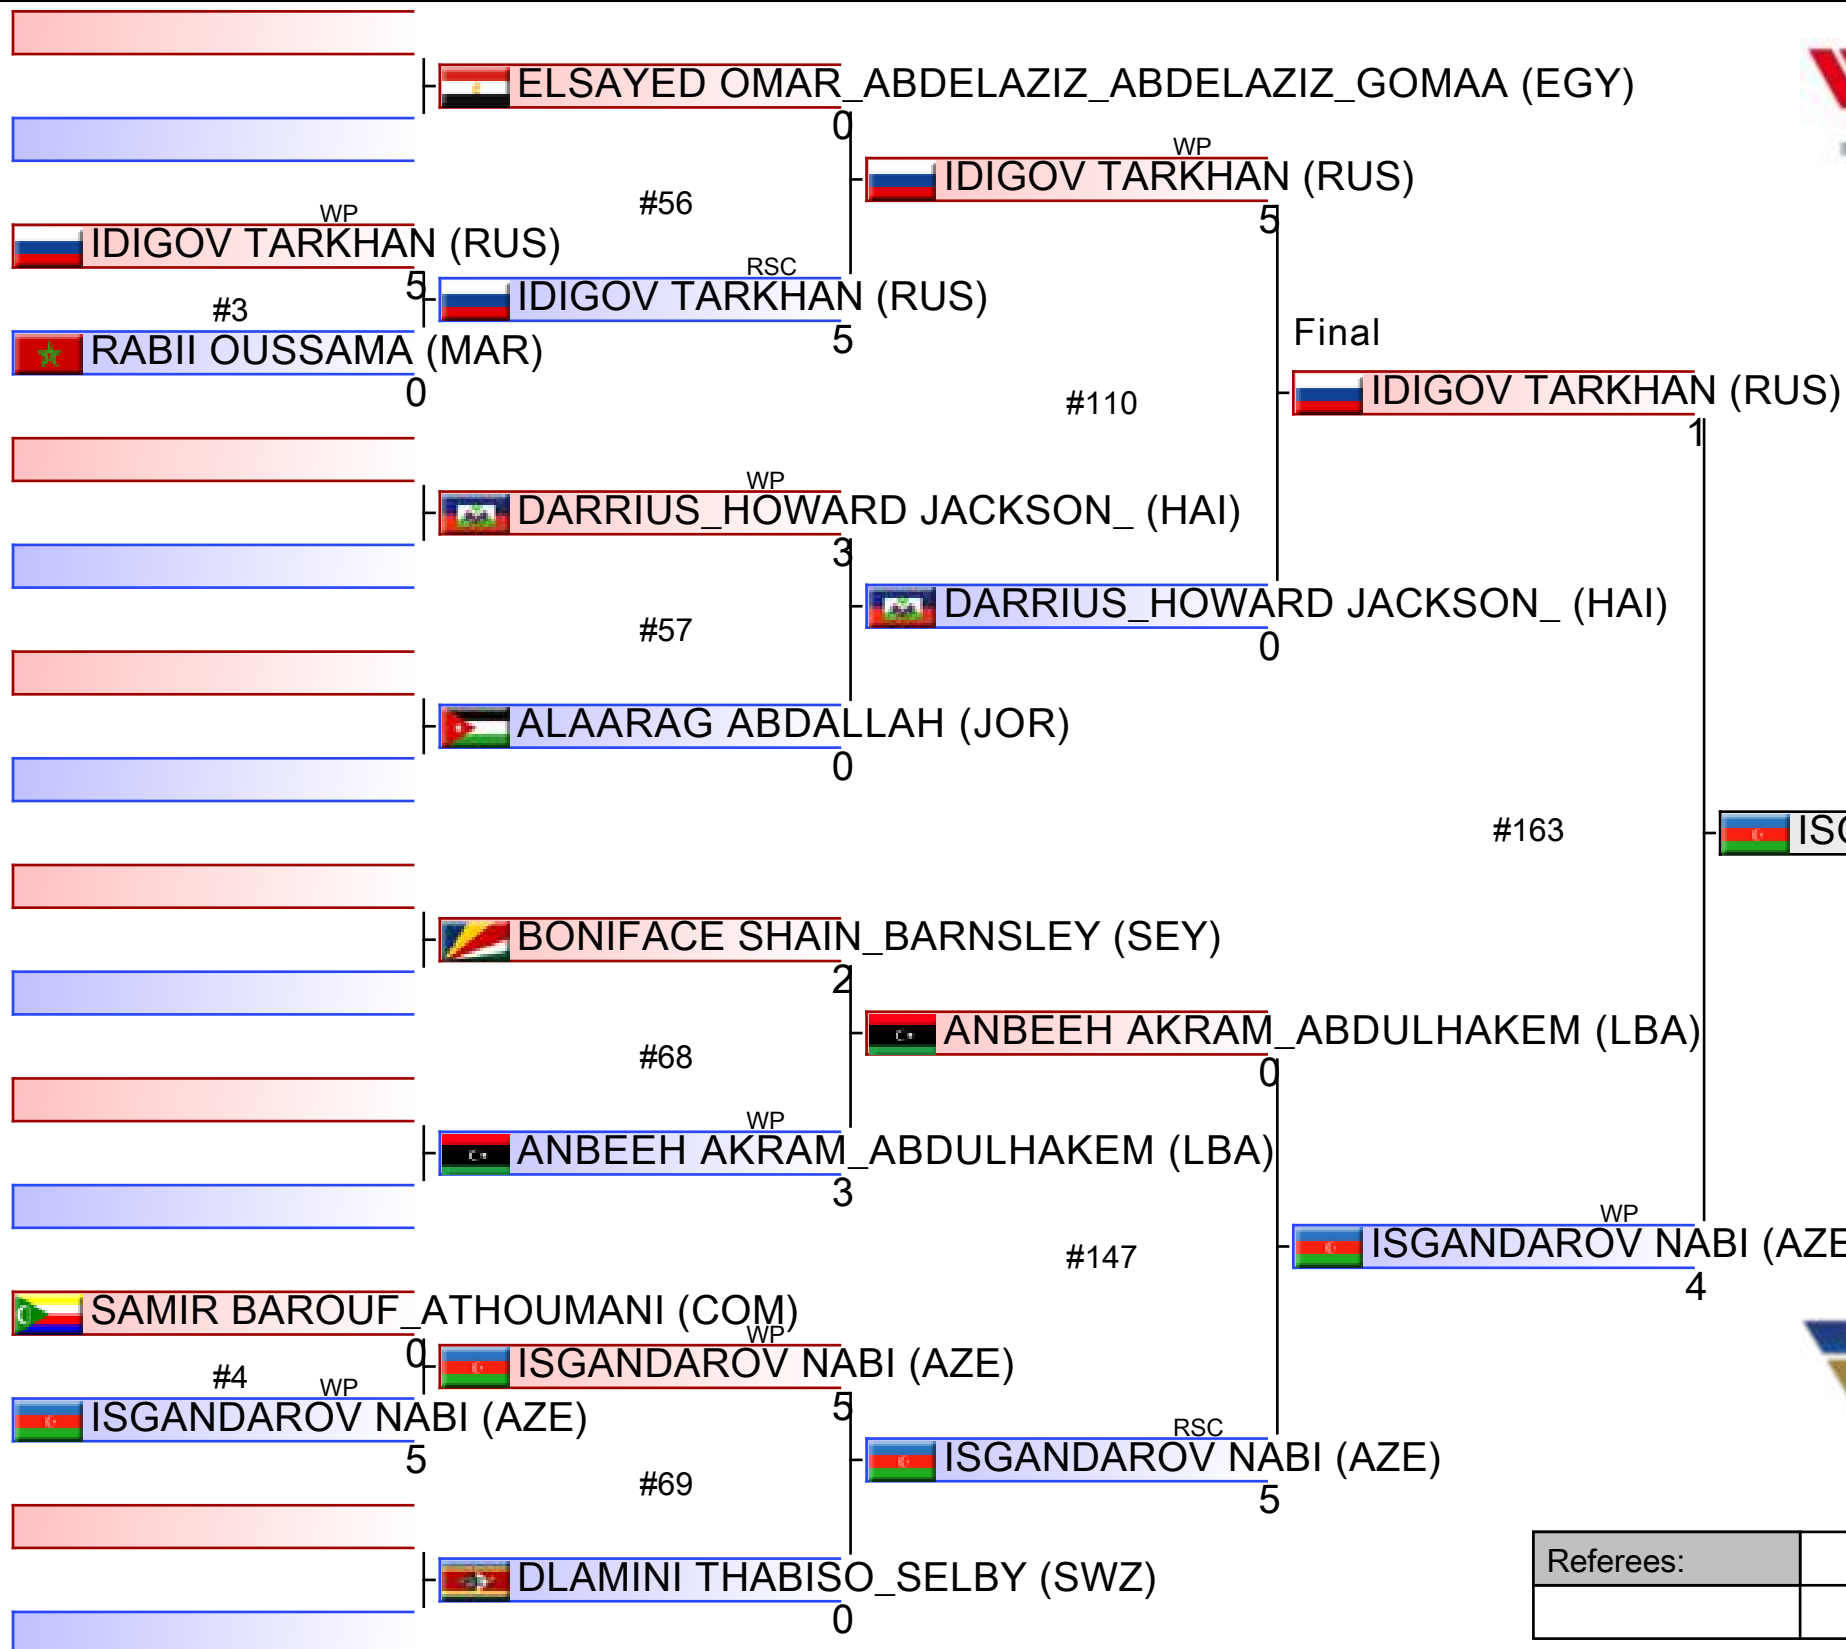 ELSAYED OMAR_ABDELAZIZ_ABDELAZIZ_GOMAA (EGY)
0
WP
IDIGOV TARKHAN (RUS)
5
#56
WP
IDIGOV TARKHAN (RUS)
5
#3
RSC
IDIGOV TARKHAN (RUS)
5
RABII OUSSAMA (MAR)
0
Final
IDIGOV TARKHAN (RUS)
1
#110
WP
DARRIUS_HOWARD JACKSON_ (HAI)
3
DARRIUS_HOWARD JACKSON_ (HAI)
0
#57
ALAARAG ABDALLAH (JOR)
0
#163
BONIFACE SHAIN_BARNSLEY (SEY)
2
ANBEEH AKRAM_ABDULHAKEM (LBA)
0
#68
WP
ANBEEH AKRAM_ABDULHAKEM (LBA)
3
#147
WP
ISGANDAROV NABI (AZE
4
SAMIR BAROUF_ATHOUMANI (COM)
0
#4
WP
ISGANDAROV NABI (AZE)
5
WP
ISGANDAROV NABI (AZE)
5
RSC
ISGANDAROV NABI (AZE)
5
#69
DLAMINI THABISO_SELBY (SWZ)
0
Referees: